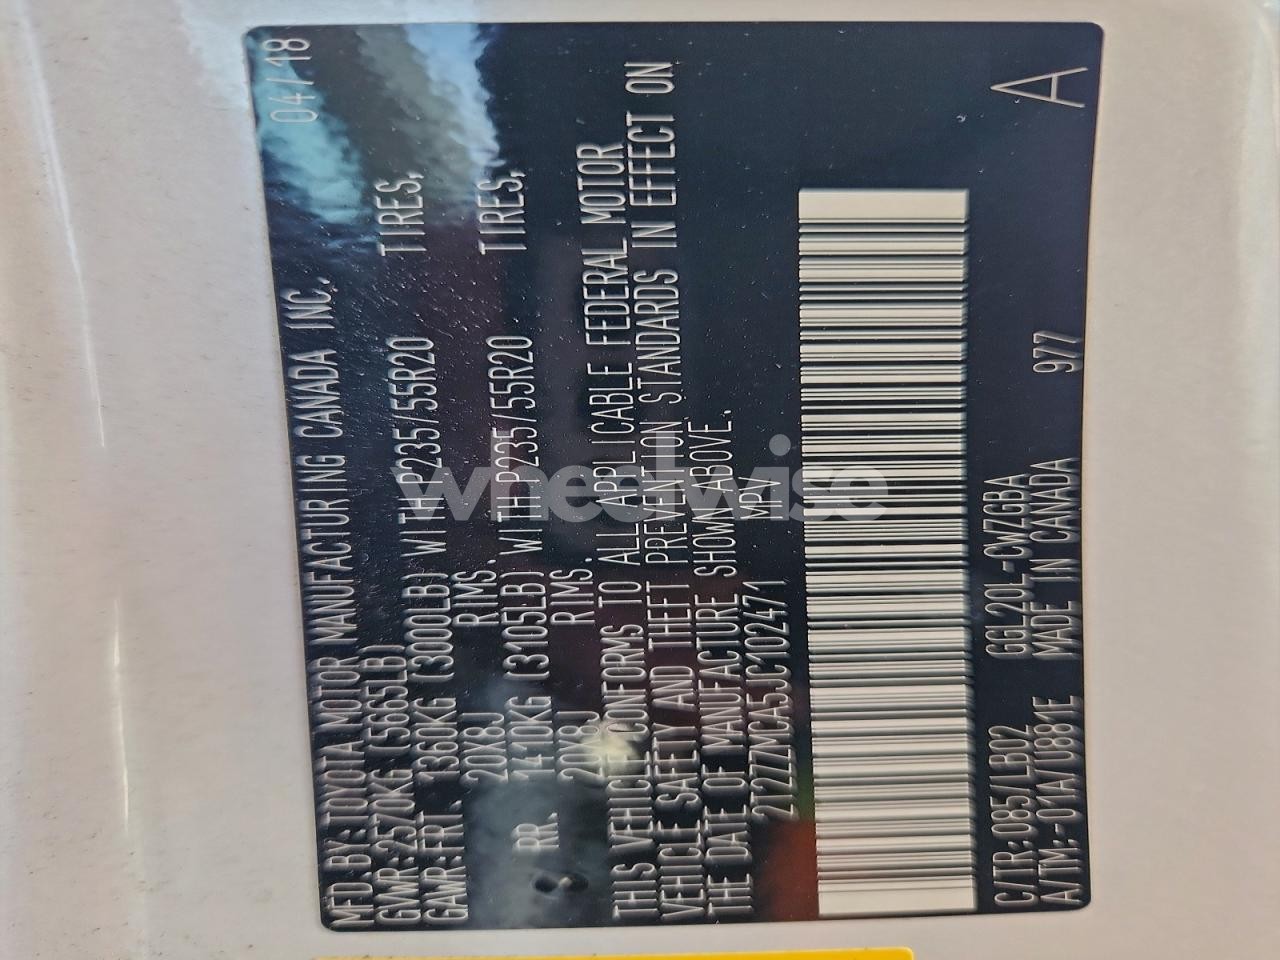 MFD.BY:TOYOTA MOTOR MANUFACTURING CANADA INC. 04/18
GVWR:2570KG (5665LB)
GAWR:FRT. 1360KG (3000LB) WITH P235/55R20 TIRES,
20X8J RIMS.
RR. 1410KG (3105LB) WITH P235/55R20 TIRES,
20X8J RIMS.
THIS VEHICLE CONFORMS TO ALL APPLICABLE FEDERAL MOTOR
VEHICLE SAFETY AND THEFT PREVENTION STANDARDS IN EFFECT ON
THE DATE OF MANUFACTURE SHOWN ABOVE.
2T2ZZMCA5JC102471 MPV
C/TR:085/LB02 GGL20L-CWZGBA
A/TM:-01A/U881E MADE IN CANADA 977
A
wheelwise